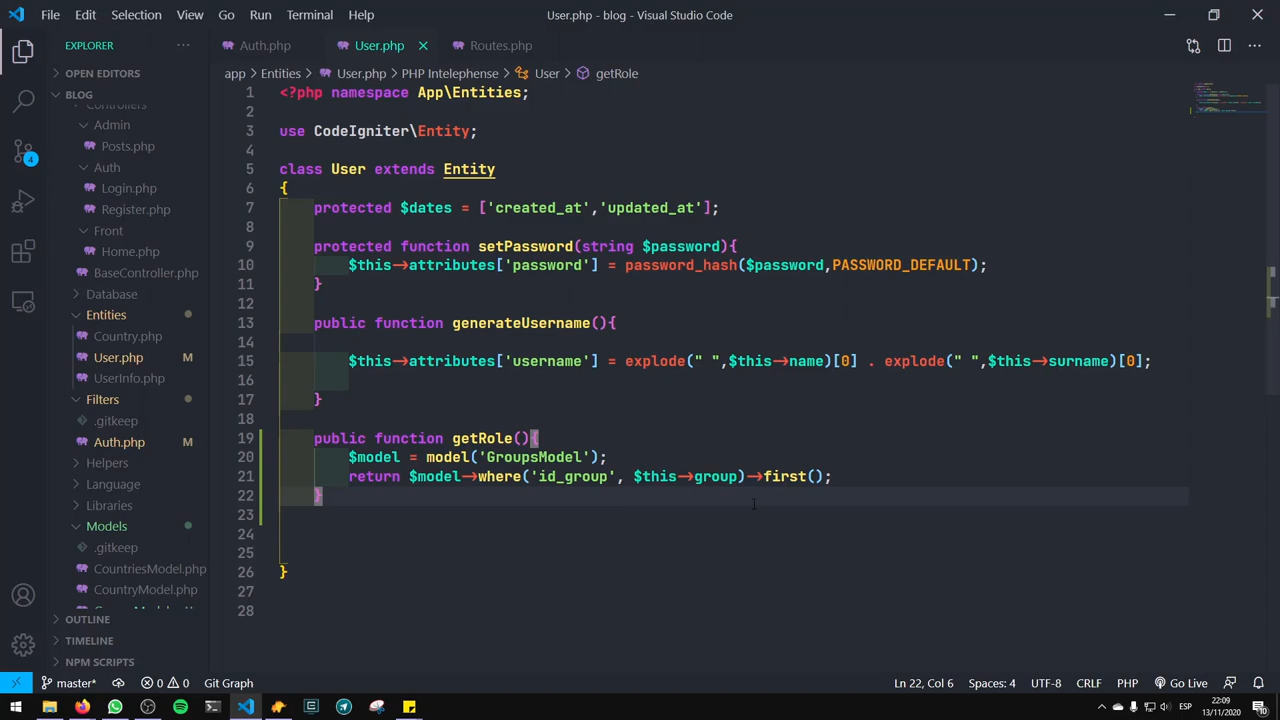 File Edit Selection View Go Run Terminal Help User.php - blog - Visual Studio Code
EXPLORER ··· Auth.php User.php Routes.php
OPEN EDITORS
app > Entities > User.php > PHP Intelephense > User > getRole
BLOG
Controllers
Admin
Posts.php
Auth
Login.php
Register.php
Front
Home.php
BaseController.php
Database
Entities
Country.php
User.php M
UserInfo.php
Filters
.gitkeep
Auth.php M
Helpers
Language
Libraries
Models
.gitkeep
CountriesModel.php
CountryModel.php
OUTLINE
TIMELINE
NPM SCRIPTS
4
1 <?php namespace App\Entities;
2
3 use CodeIgniter\Entity;
4
5 class User extends Entity
6 {
7 protected $dates = ['created_at','updated_at'];
8
9 protected function setPassword(string $password){
10 $this->attributes['password'] = password_hash($password,PASSWORD_DEFAULT);
11 }
12
13 public function generateUsername(){
14
15 $this->attributes['username'] = explode(" ",$this->name)[0] . explode(" ",$this->surname)[0];
16
17 }
18
19 public function getRole(){
20 $model = model('GroupsModel');
21 return $model->where('id_group', $this->group)->first();
22 }
23
24
25
26 }
27
28
master* 0 0 Git Graph Ln 22, Col 6 Spaces: 4 UTF-8 CRLF PHP Go Live
ESP 22:09
13/11/2020
10